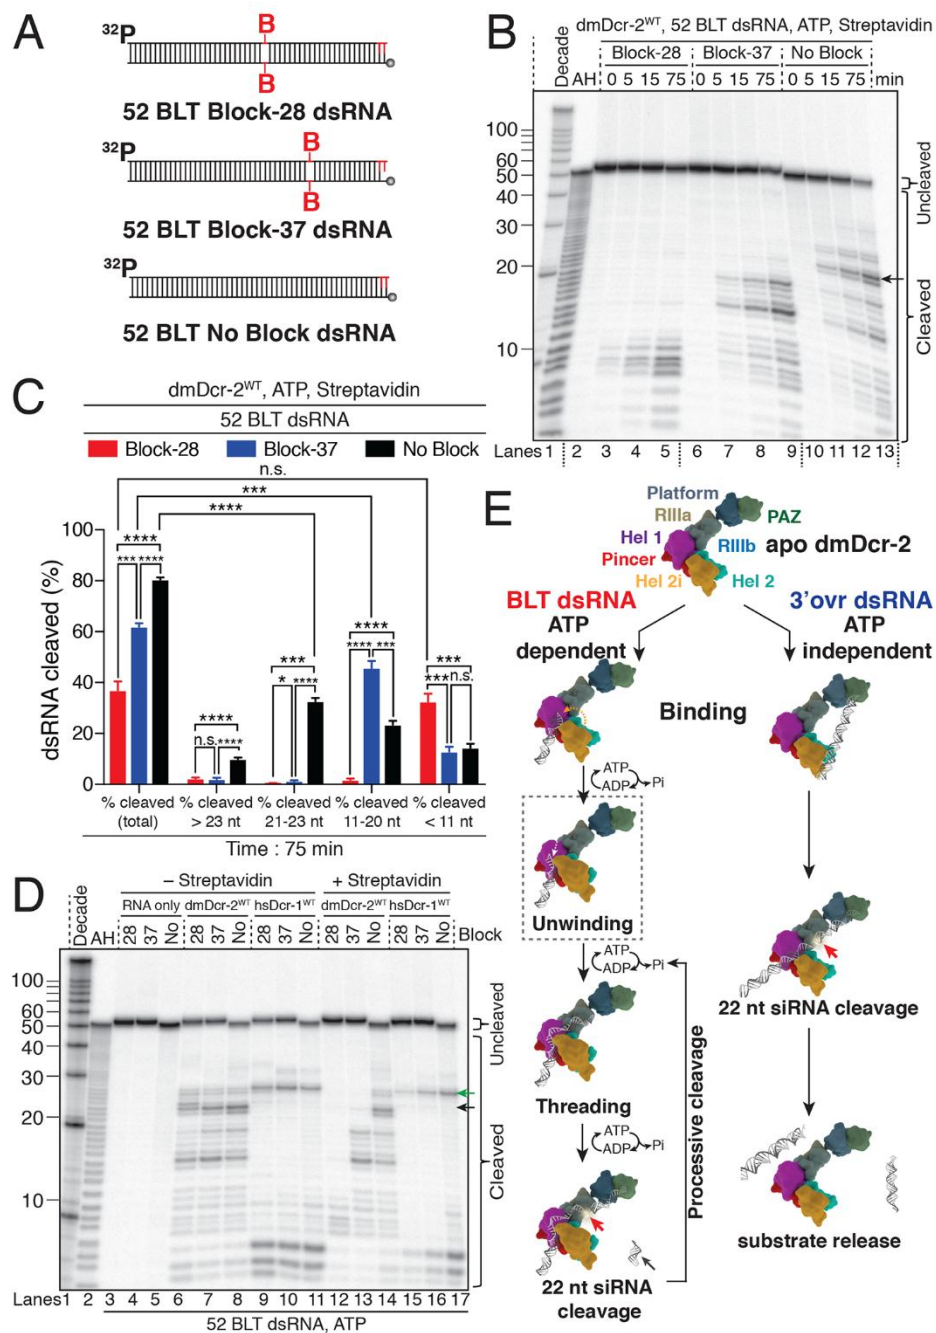 A
32P
B
B
52 BLT Block-28 dsRNA
32P
B
B
52 BLT Block-37 dsRNA
32P
52 BLT No Block dsRNA
B
dmDcr-2WT, 52 BLT dsRNA, ATP, Streptavidin
Block-28 Block-37 No Block
Decade AH 0 5 15 75 0 5 15 75 0 5 15 75 min
100
60
50
40
30
20
10
Uncleaved
Cleaved
Lanes 1 2 3 4 5 6 7 8 9 10 11 12 13
C
dmDcr-2WT, ATP, Streptavidin
52 BLT dsRNA
Block-28 Block-37 No Block
n.s.
***
****
dsRNA cleaved (%)
100
80
60
40
20
0
****
*** ****
****
n.s. ****
***
* ****
****
**** ***
***
*** n.s.
% cleaved (total)
% cleaved > 23 nt
% cleaved 21-23 nt
% cleaved 11-20 nt
% cleaved < 11 nt
Time : 75 min
D
– Streptavidin + Streptavidin
RNA only dmDcr-2WT hsDcr-1WT dmDcr-2WT hsDcr-1WT
Decade AH 28 37 No 28 37 No 28 37 No 28 37 No 28 37 No Block
100
60
50
40
30
20
10
Uncleaved
Cleaved
Lanes 1 2 3 4 5 6 7 8 9 10 11 12 13 14 15 16 17
52 BLT dsRNA, ATP
E
Platform
RIIIa
PAZ
Hel 1
RIIIb
apo dmDcr-2
Pincer
Hel 2i
Hel 2
BLT dsRNA
ATP
dependent
3'ovr dsRNA
ATP
independent
Binding
ATP
ADP
Pi
Unwinding
ATP
ADP
Pi
Threading
ATP
ADP
Pi
22 nt siRNA
cleavage
Processive cleavage
22 nt siRNA cleavage
substrate release